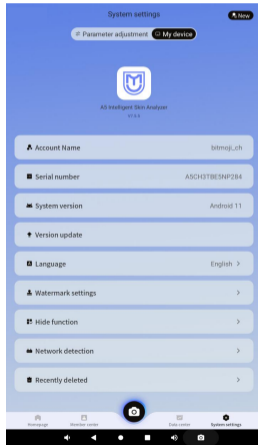 System settings
New
Parameter adjustment
My device
AS Intelligent Skin Analyzer
Account Name
bitmoji_ch
Serial number
A5CH3TBE5NP284
System version
Android 11
Version update
Language
English >
Watermark settings >
Hide function >
Network detection >
Recently deleted >
Homepage
Member center
Data center
System settings